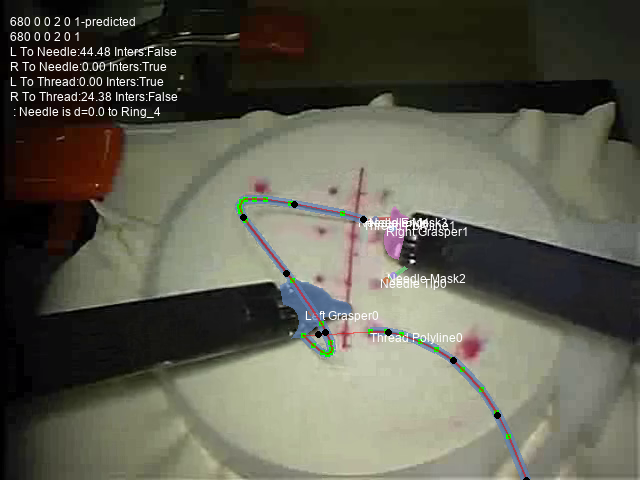 680 0 0 2 0 1-predicted
680 0 0 2 0 1
L To Needle:44.48 Inters:False
R To Needle:0.00 Inters:True
L To Thread:0.00 Inters:True
R To Thread:24.38 Inters:False
: Needle is d=0.0 to Ring_4
Right Grasper1
Needle Mask2
Needle Tip0
Left Grasper0
Thread Polyline0